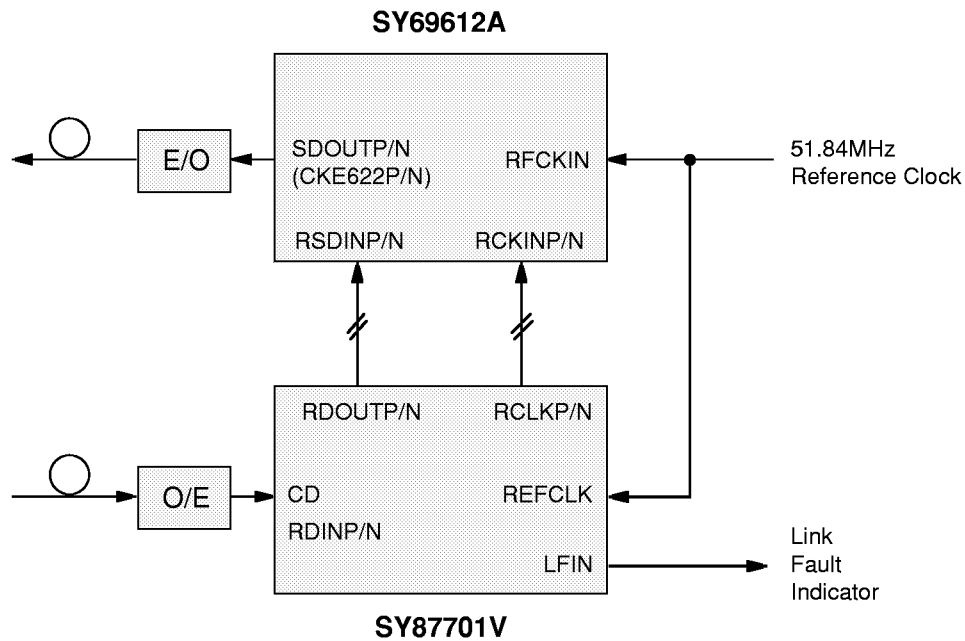 SY69612A
E/O
SDOUTP/N
(CKE622P/N)
RFCKIN
51.84MHz
Reference Clock
RSDINP/N
RCKINP/N
RDOUTP/N
RCLKP/N
O/E
CD
RDINP/N
REFCLK
LFIN
Link
Fault
Indicator
SY87701V